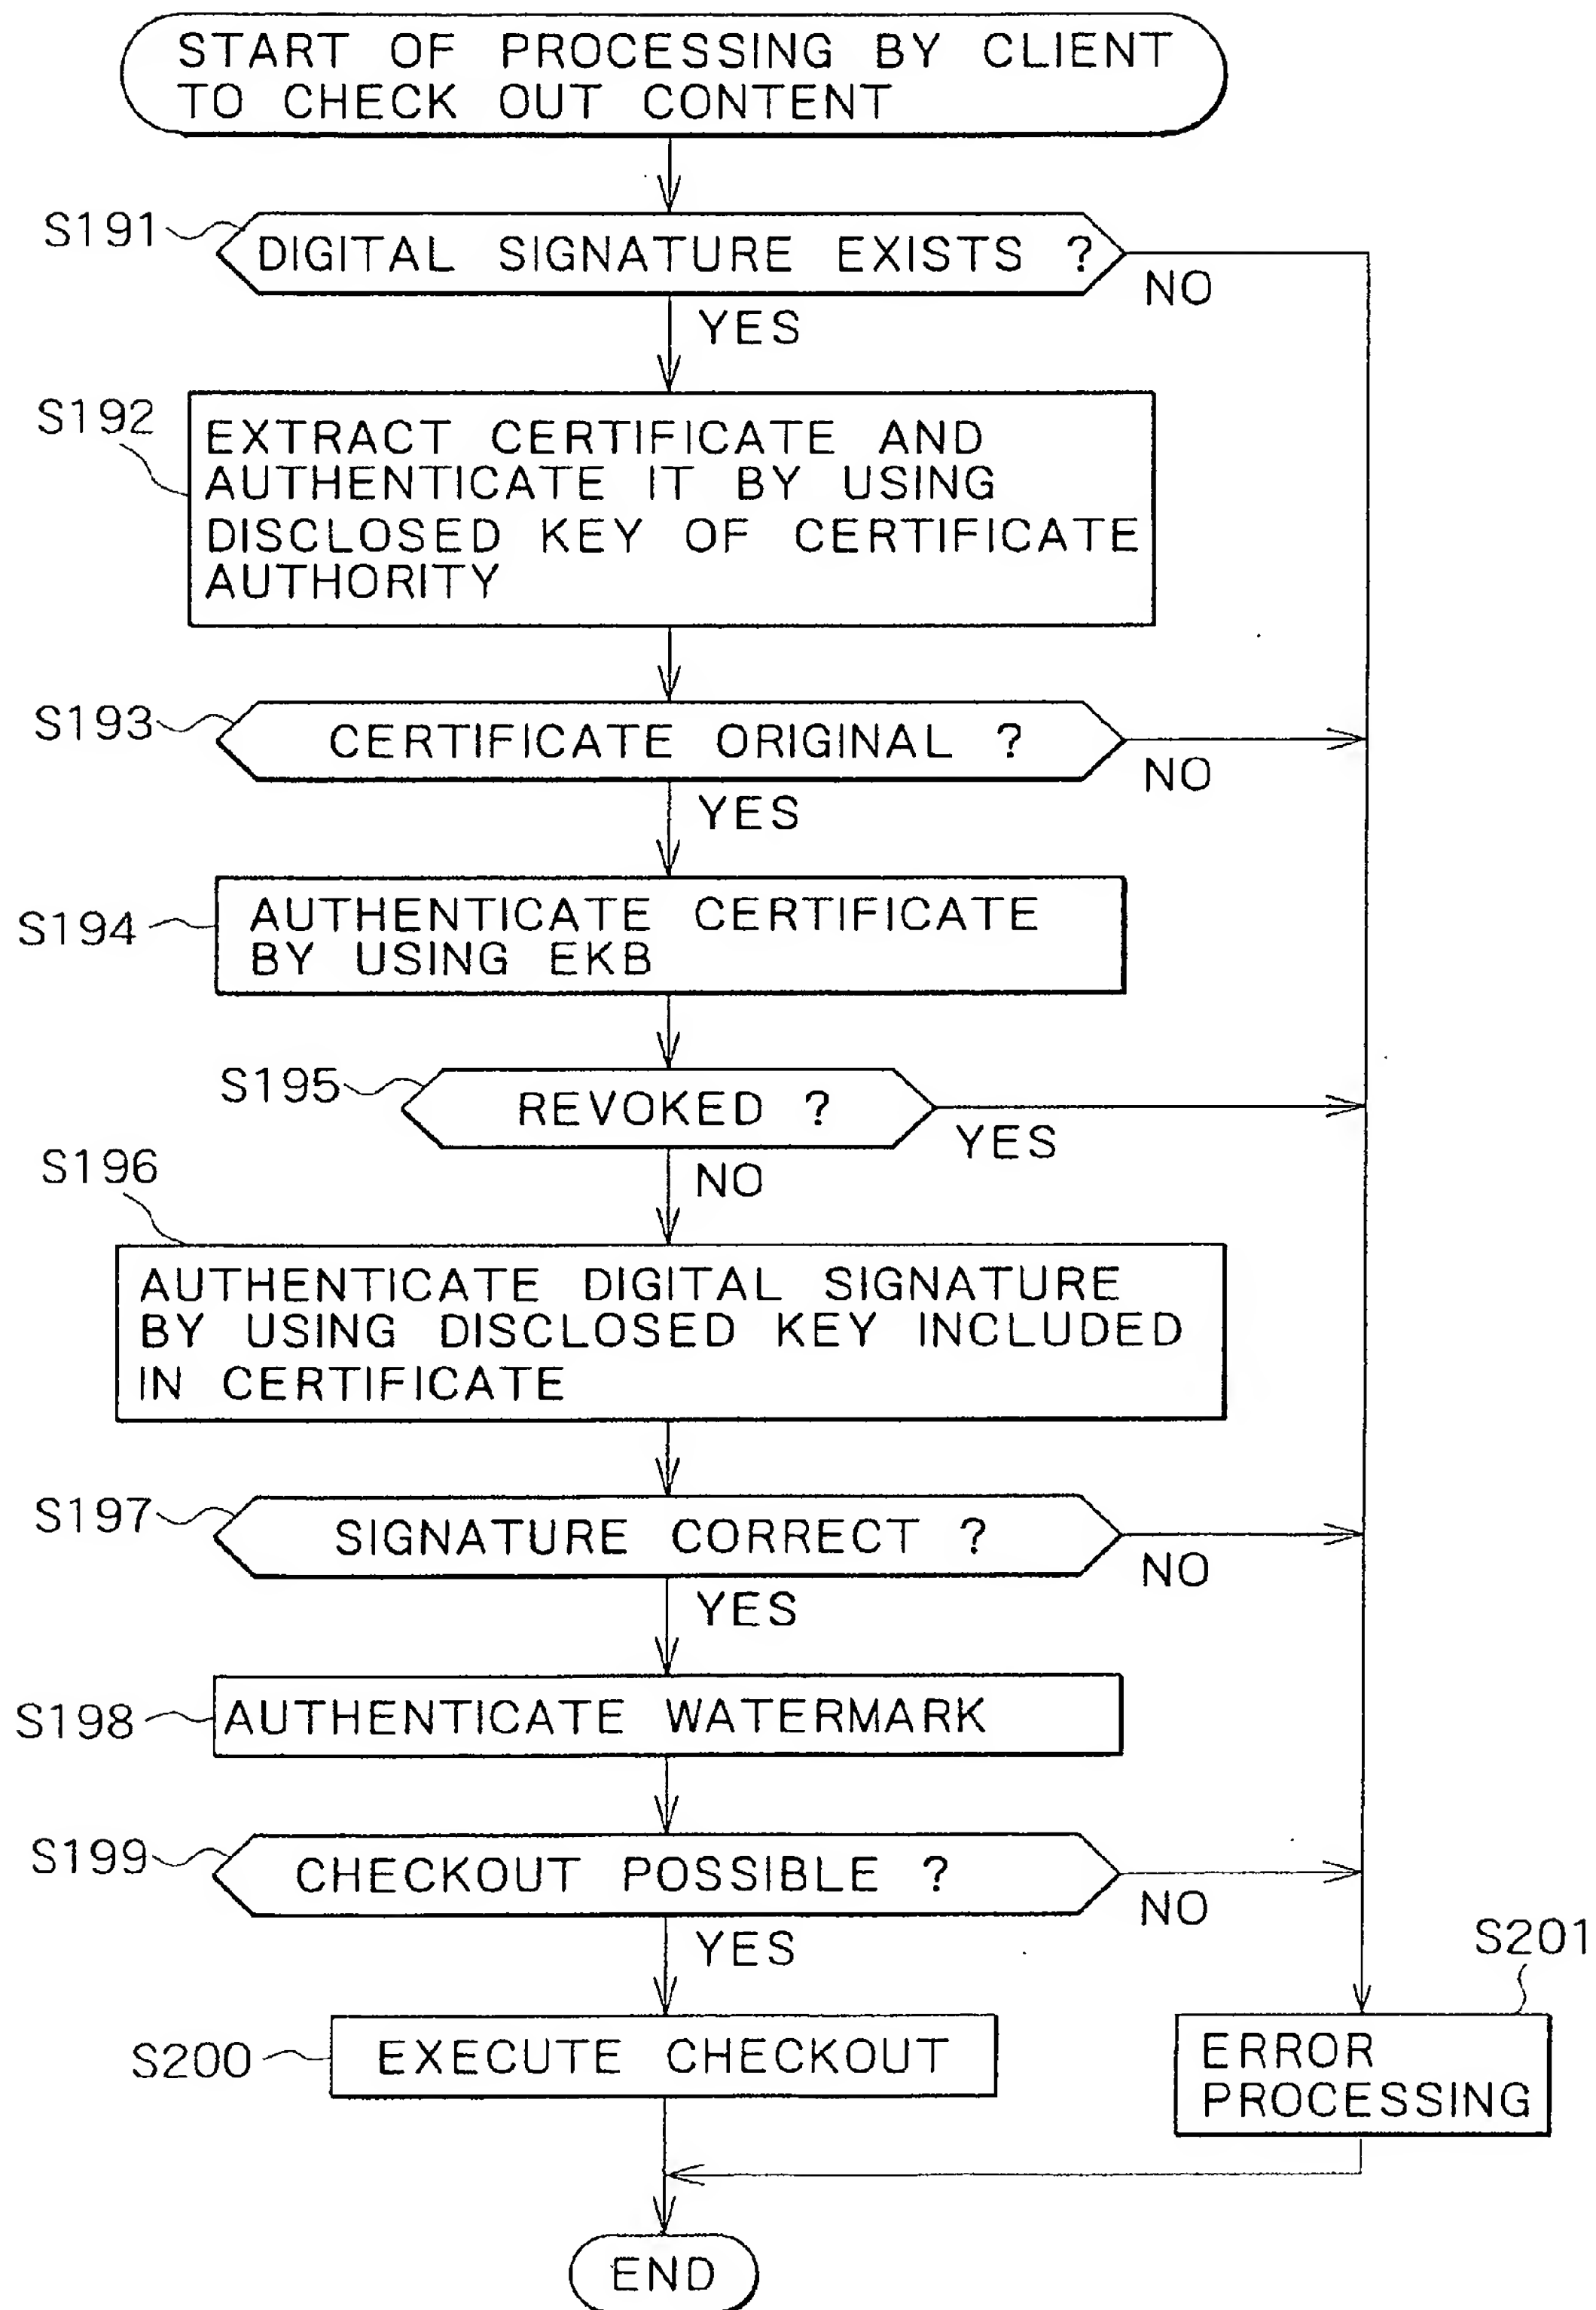 START OF PROCESSING BY CLIENT
TO CHECK OUT CONTENT
S191
DIGITAL SIGNATURE EXISTS ?
NO
YES
S192
EXTRACT CERTIFICATE AND
AUTHENTICATE IT BY USING
DISCLOSED KEY OF CERTIFICATE
AUTHORITY
S193
CERTIFICATE ORIGINAL ?
NO
YES
S194
AUTHENTICATE CERTIFICATE
BY USING EKB
S195
REVOKED ?
YES
NO
S196
AUTHENTICATE DIGITAL SIGNATURE
BY USING DISCLOSED KEY INCLUDED
IN CERTIFICATE
S197
SIGNATURE CORRECT ?
NO
YES
S198
AUTHENTICATE WATERMARK
S199
CHECKOUT POSSIBLE ?
NO
YES
S201
S200
EXECUTE CHECKOUT
ERROR
PROCESSING
END